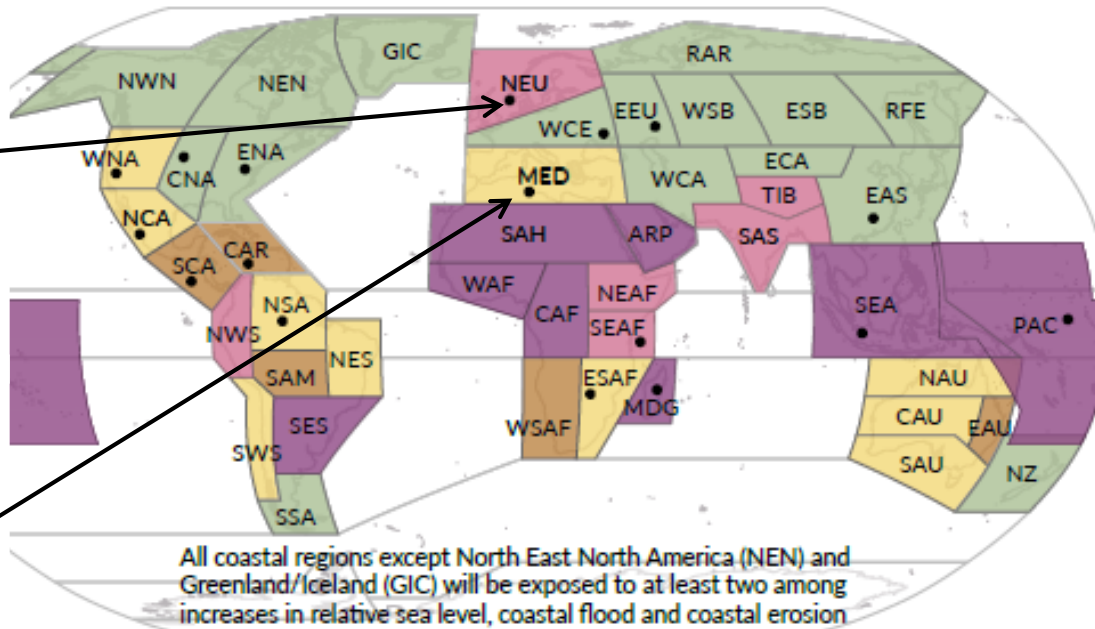 GIC
RAR
NWN
NEN
NEU
EEU
WSB
ESB
RFE
WCE
WNA
CNA
ENA
ECA
MED
WCA
TIB
EAS
NCA
CAR
SAH
ARP
SAS
SCA
WAF
NEAF
NSA
CAF
SEA
PAC
NWS
SEAF
NES
SAM
ESAF
NAU
MDG
CAU
EAU
SES
WSAF
SWS
SAU
NZ
SSA
All coastal regions except North East North America (NEN) and
Greenland/Iceland (GIC) will be exposed to at least two among
increases in relative sea level, coastal flood and coastal erosion